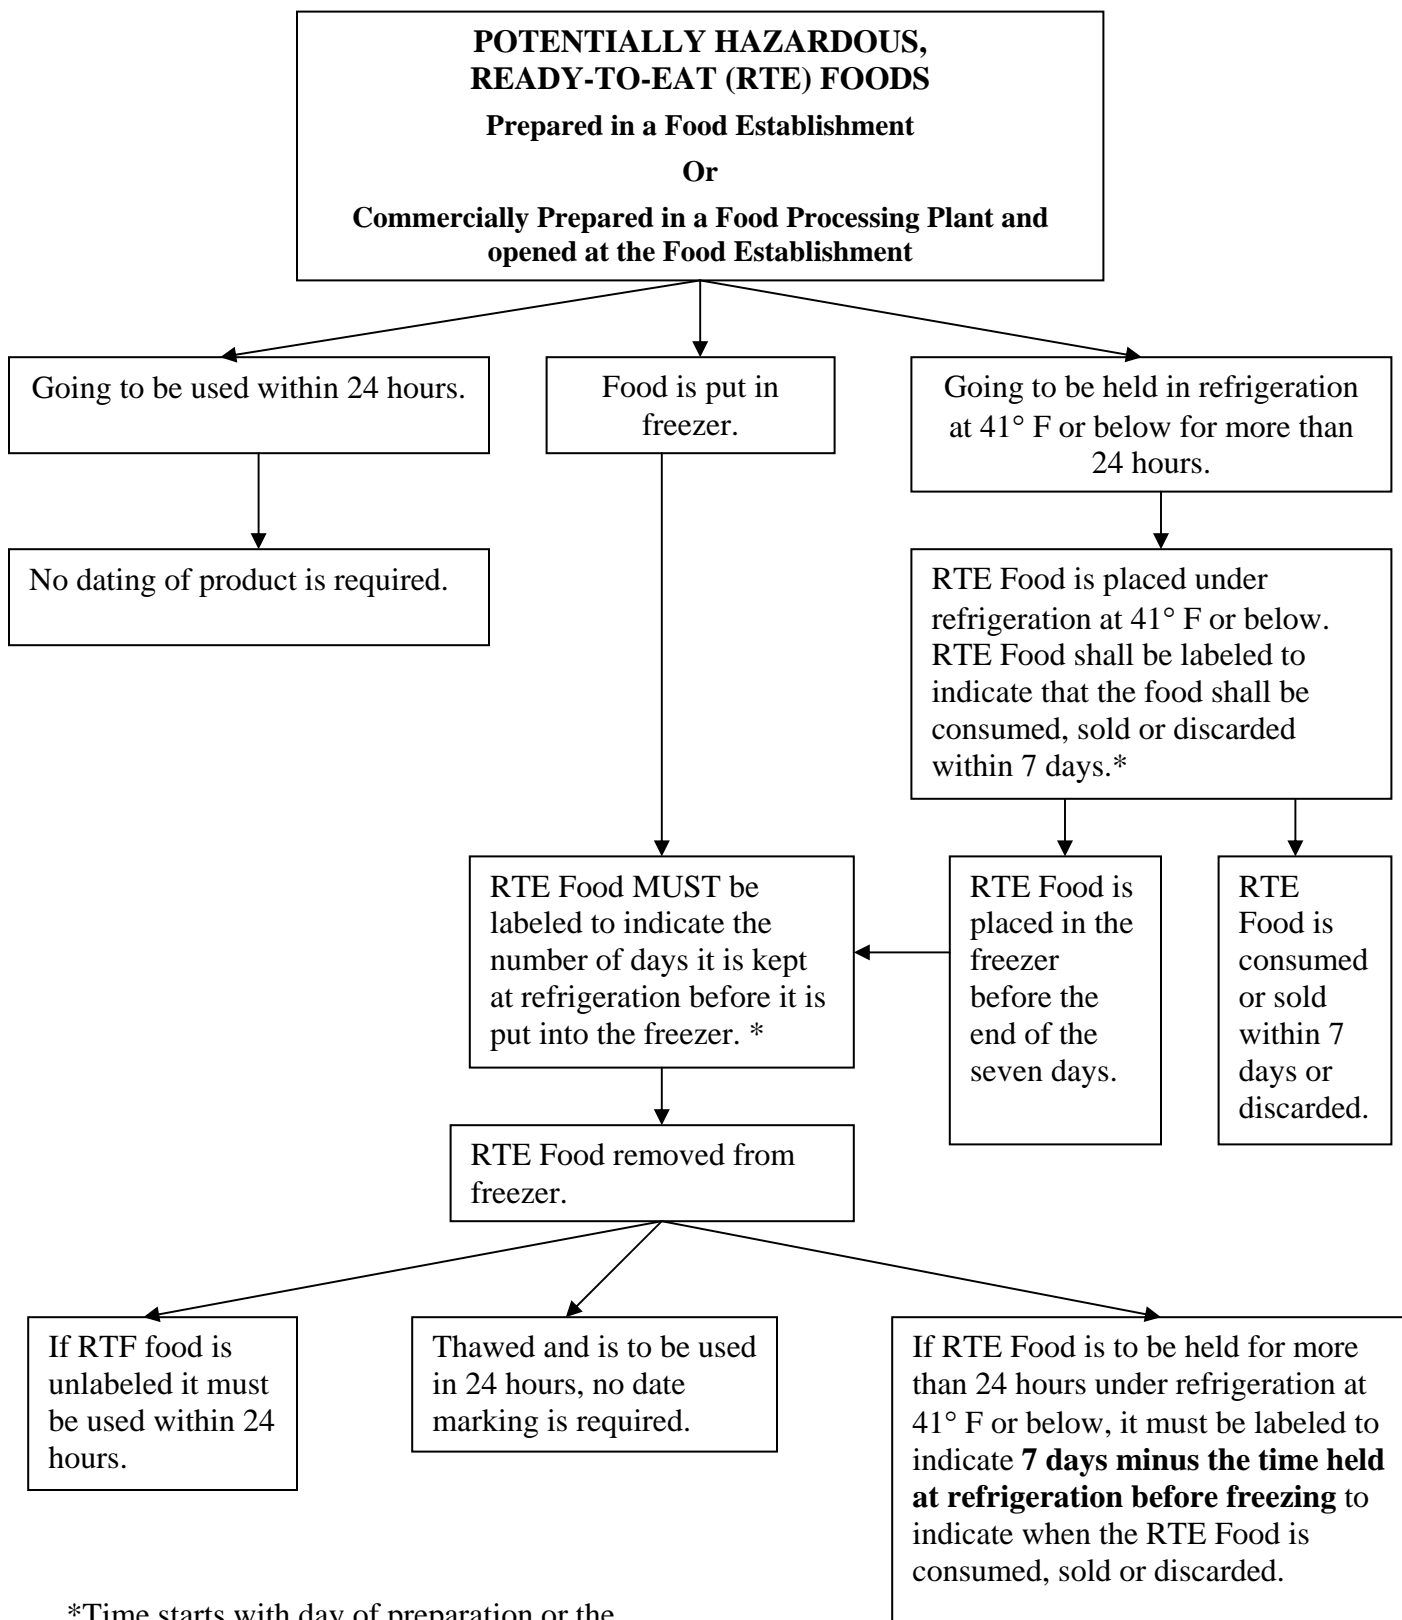 POTENTIALLY HAZARDOUS,
READY-TO-EAT (RTE) FOODS
Prepared in a Food Establishment
Or
Commercially Prepared in a Food Processing Plant and
opened at the Food Establishment
Going to be used within 24 hours.
Food is put in
freezer.
Going to be held in refrigeration
at 41° F or below for more than
24 hours.
No dating of product is required.
RTE Food is placed under
refrigeration at 41° F or below.
RTE Food shall be labeled to
indicate that the food shall be
consumed, sold or discarded
within 7 days.*
RTE Food MUST be
labeled to indicate the
number of days it is kept
at refrigeration before it is
put into the freezer. *
RTE Food is
placed in the
freezer
before the
end of the
seven days.
RTE
Food is
consumed
or sold
within 7
days or
discarded.
RTE Food removed from
freezer.
If RTF food is
unlabeled it must
be used within 24
hours.
Thawed and is to be used
in 24 hours, no date
marking is required.
If RTE Food is to be held for more
than 24 hours under refrigeration at
41° F or below, it must be labeled to
indicate 7 days minus the time held
at refrigeration before freezing to
indicate when the RTE Food is
consumed, sold or discarded.
*Time starts with day of preparation or the